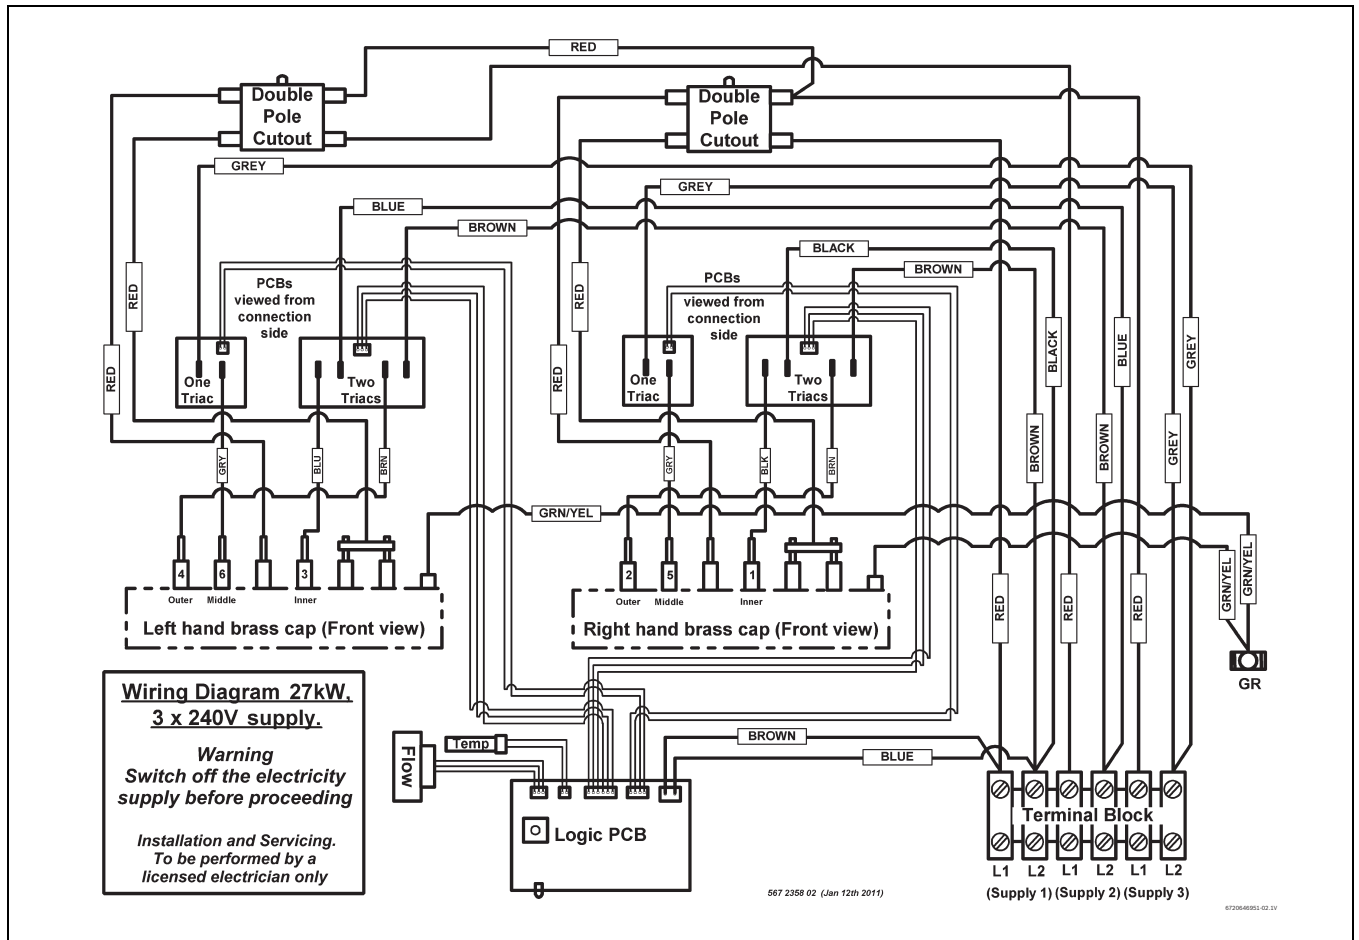 RED
Double
Pole
Cutout
Double
Pole
Cutout
GREY
GREY
BLUE
BROWN
BLACK
BROWN
RED
RED
PCBs
viewed from
connection
side
PCBs
viewed from
connection
side
RED
RED
BLACK
BLUE
GREY
One
Triac
Two
Triacs
One
Triac
Two
Triacs
BROWN
BROWN
GREY
GRY
BLU
BRN
GRY
BLK
BRN
GRN/YEL
GRN/YEL
GRN/YEL
4
6
3
2
5
1
Outer
Middle
Inner
Outer
Middle
Inner
RED
RED
RED
Left hand brass cap (Front view)
Right hand brass cap (Front view)
GR
Wiring Diagram 27kW,
3 x 240V supply.
Warning
Switch off the electricity
supply before proceeding
Installation and Servicing.
To be performed by a
licensed electrician only
Flow
Temp
BROWN
BLUE
Logic PCB
Terminal Block
L1
L2
L1
L2
L1
L2
(Supply 1) (Supply 2) (Supply 3)
567 2358 02 (Jan 12th 2011)
6720646951-02.1V